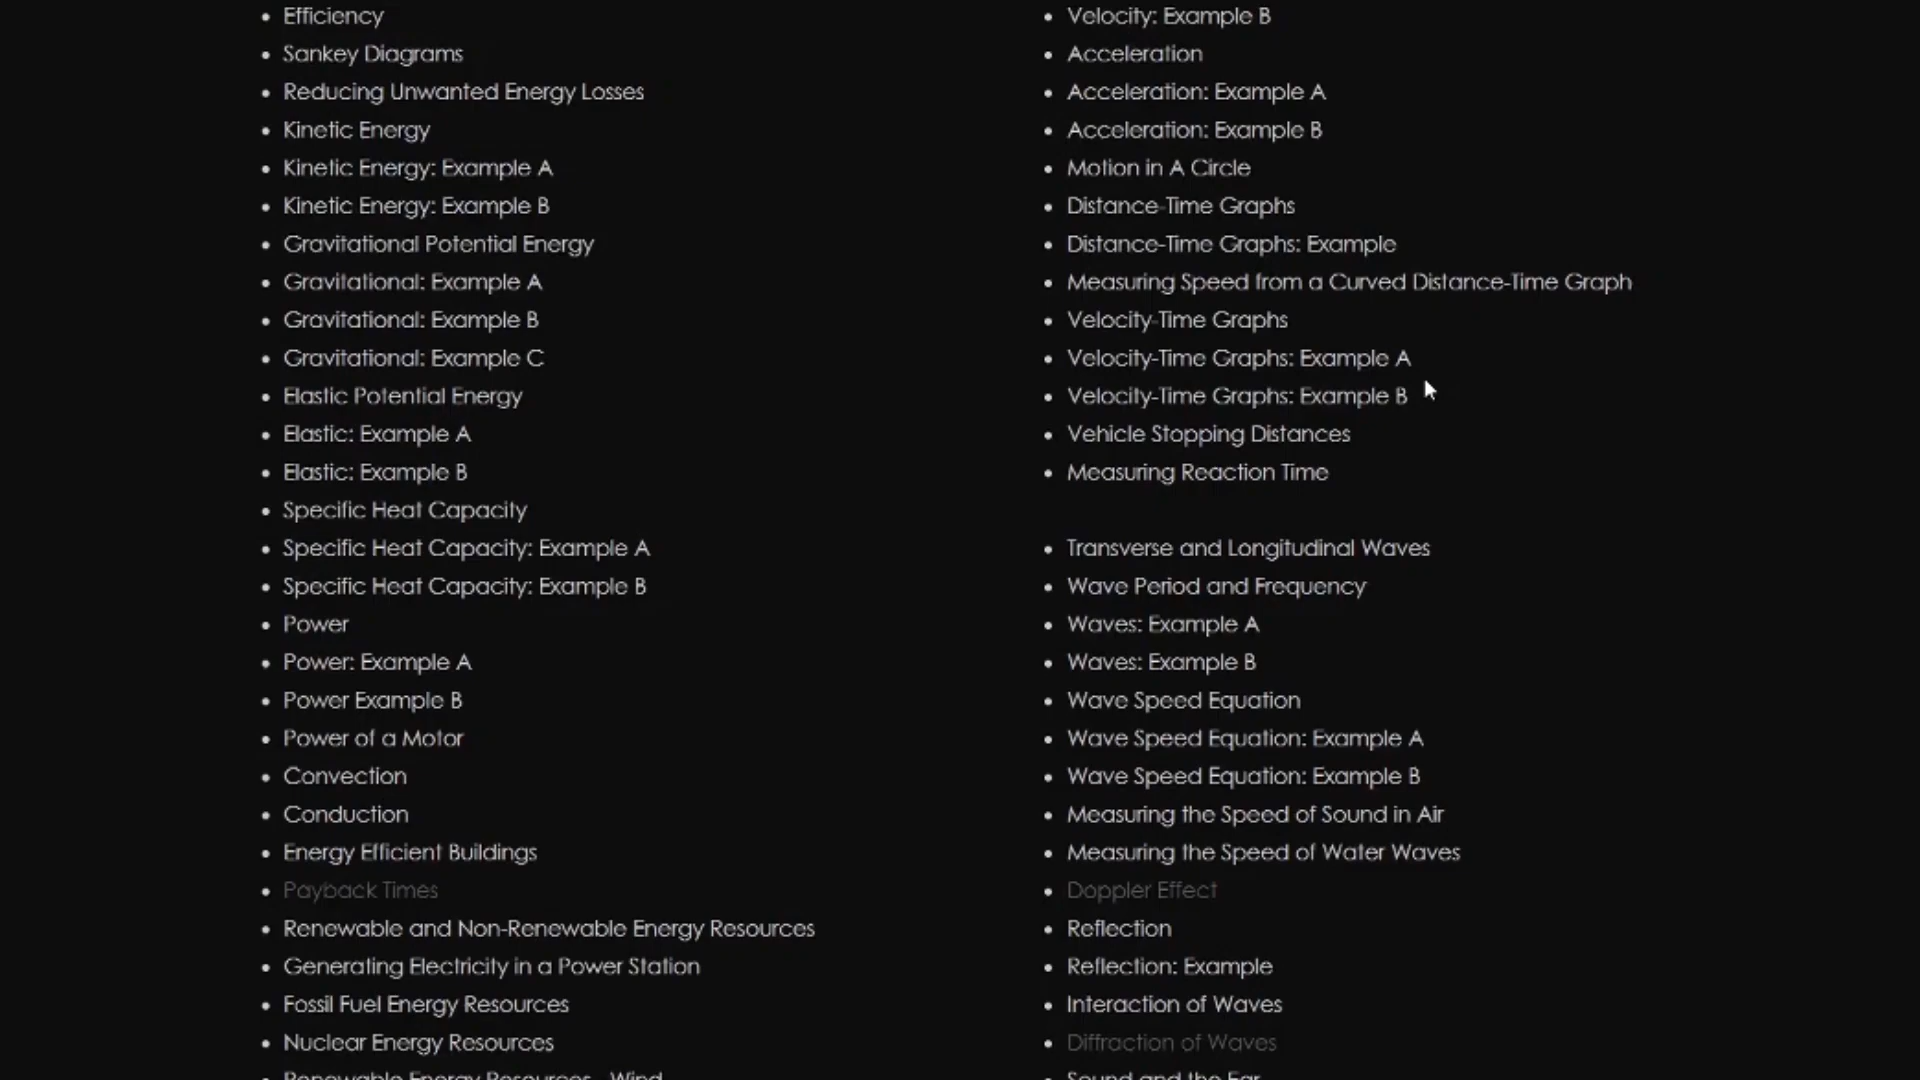 Efficiency
Sankey Diagrams
Reducing Unwanted Energy Losses
Kinetic Energy
Kinetic Energy: Example A
Kinetic Energy: Example B
Gravitational Potential Energy
Gravitational: Example A
Gravitational: Example B
Gravitational: Example C
Elastic Potential Energy
Elastic: Example A
Elastic: Example B
Specific Heat Capacity
Specific Heat Capacity: Example A
Specific Heat Capacity: Example B
Power
Power: Example A
Power Example B
Power of a Motor
Convection
Conduction
Energy Efficient Buildings
Payback Times
Renewable and Non-Renewable Energy Resources
Generating Electricity in a Power Station
Fossil Fuel Energy Resources
Nuclear Energy Resources
Renewable Energy Resources - Wind
Velocity: Example B
Acceleration
Acceleration: Example A
Acceleration: Example B
Motion in A Circle
Distance-Time Graphs
Distance-Time Graphs: Example
Measuring Speed from a Curved Distance-Time Graph
Velocity-Time Graphs
Velocity-Time Graphs: Example A
Velocity-Time Graphs: Example B
Vehicle Stopping Distances
Measuring Reaction Time
Transverse and Longitudinal Waves
Wave Period and Frequency
Waves: Example A
Waves: Example B
Wave Speed Equation
Wave Speed Equation: Example A
Wave Speed Equation: Example B
Measuring the Speed of Sound in Air
Measuring the Speed of Water Waves
Doppler Effect
Reflection
Reflection: Example
Interaction of Waves
Diffraction of Waves
Sound and the Ear